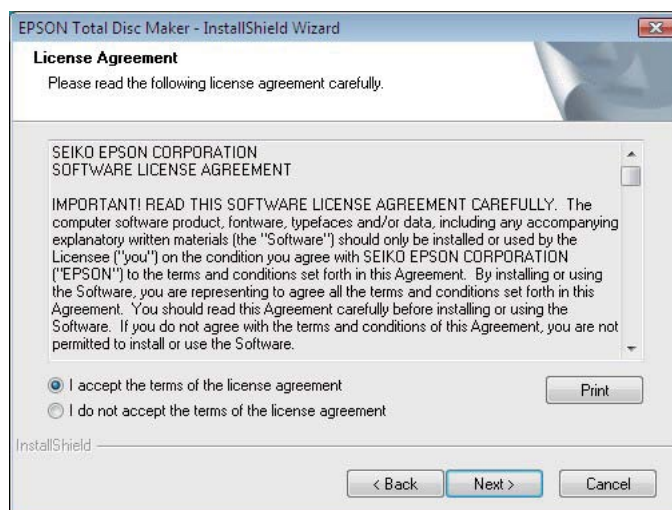 EPSON Total Disc Maker - InstallShield Wizard
License Agreement
Please read the following license agreement carefully.
SEIKO EPSON CORPORATION
SOFTWARE LICENSE AGREEMENT
IMPORTANT! READ THIS SOFTWARE LICENSE AGREEMENT CAREFULLY.  The
computer software product, fontware, typefaces and/or data, including any accompanying
explanatory written materials (the "Software") should only be installed or used by the
Licensee ("you") on the condition you agree with SEIKO EPSON CORPORATION
("EPSON") to the terms and conditions set forth in this Agreement.  By installing or using
the Software, you are representing to agree all the terms and conditions set forth in this
Agreement.  You should read this Agreement carefully before installing or using the
Software.  If you do not agree with the terms and conditions of this Agreement, you are not
permitted to install or use the Software.
I accept the terms of the license agreement
Print
I do not accept the terms of the license agreement
InstallShield
< Back
Next >
Cancel